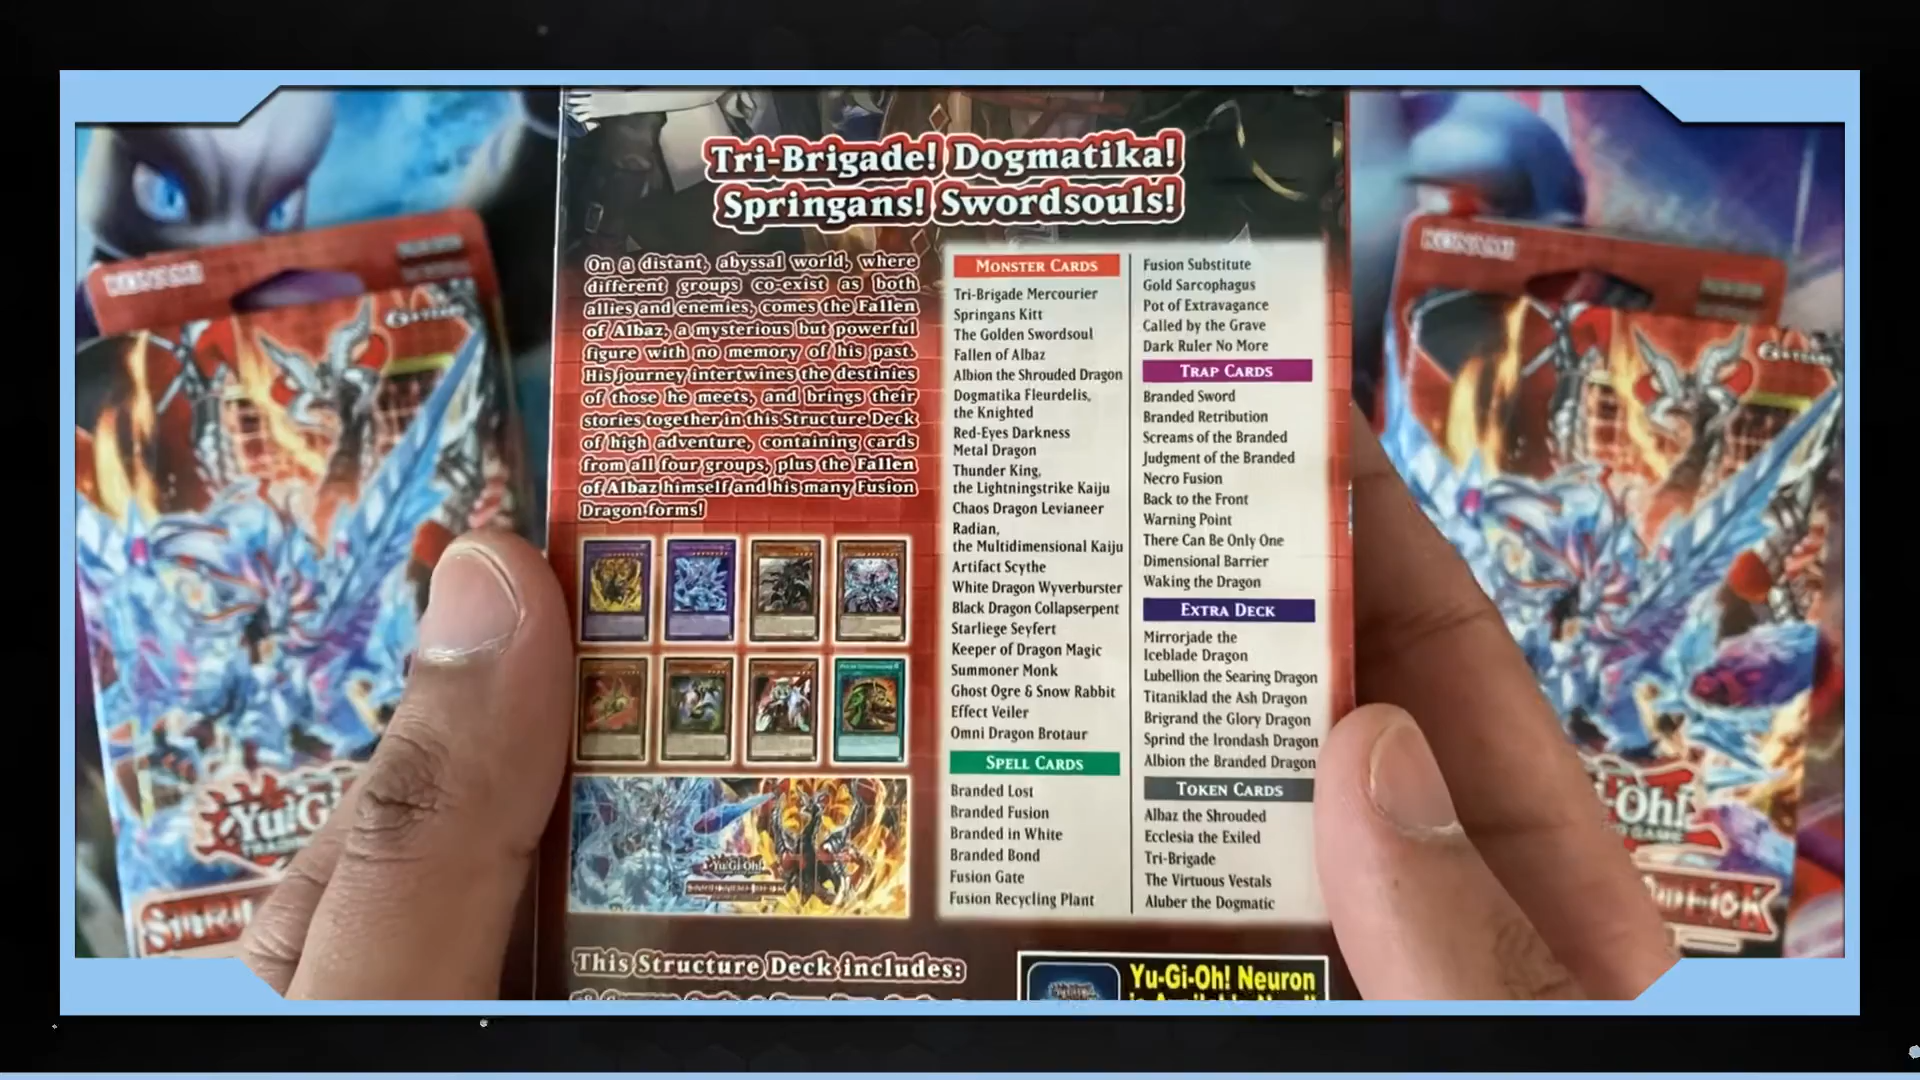 Tri-Brigade! Dogmatika!
Springans! Swordsouls!
On a distant, abyssal world, where
different groups co-exist as both
allies and enemies, comes the Fallen
of Albaz, a mysterious but powerful
figure with no memory of his past.
His journey intertwines the destinies
of those he meets, and brings their
stories together in this Structure Deck
of high adventure, containing cards
from all four groups, plus the Fallen
of Albaz himself and his many Fusion
Dragon forms!
MONSTER CARDS
Tri-Brigade Mercourier
Springans Kitt
The Golden Swordsoul
Fallen of Albaz
Albion the Shrouded Dragon
Dogmatika Fleurdelis,
the Knighted
Red-Eyes Darkness
Metal Dragon
Thunder King,
the Lightningstrike Kaiju
Chaos Dragon Levianeer
Radian,
the Multidimensional Kaiju
Artifact Scythe
White Dragon Wyverburster
Black Dragon Collapserpent
Starliege Seyfert
Keeper of Dragon Magic
Summoner Monk
Ghost Ogre & Snow Rabbit
Effect Veiler
Omni Dragon Brotaur
SPELL CARDS
Branded Lost
Branded Fusion
Branded in White
Branded Bond
Fusion Gate
Fusion Recycling Plant
Fusion Substitute
Gold Sarcophagus
Pot of Extravagance
Called by the Grave
Dark Ruler No More
TRAP CARDS
Branded Sword
Branded Retribution
Screams of the Branded
Judgment of the Branded
Necro Fusion
Back to the Front
Warning Point
There Can Be Only One
Dimensional Barrier
Waking the Dragon
EXTRA DECK
Mirrorjade the
Iceblade Dragon
Lubellion the Searing Dragon
Titaniklad the Ash Dragon
Brigrand the Glory Dragon
Sprind the Irondash Dragon
Albion the Branded Dragon
TOKEN CARDS
Albaz the Shrouded
Ecclesia the Exiled
Tri-Brigade
The Virtuous Vestals
Aluber the Dogmatic
This Structure Deck includes:
Yu-Gi-Oh! Neuron
KONAMI
KONAMI
Yu-Gi-Oh!